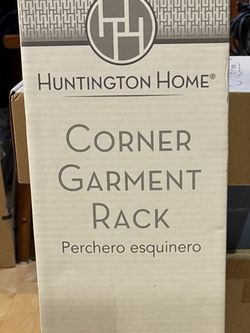 HUNTINGTON HOME®
CORNER
GARMENT
RACK
Perchero esquinero